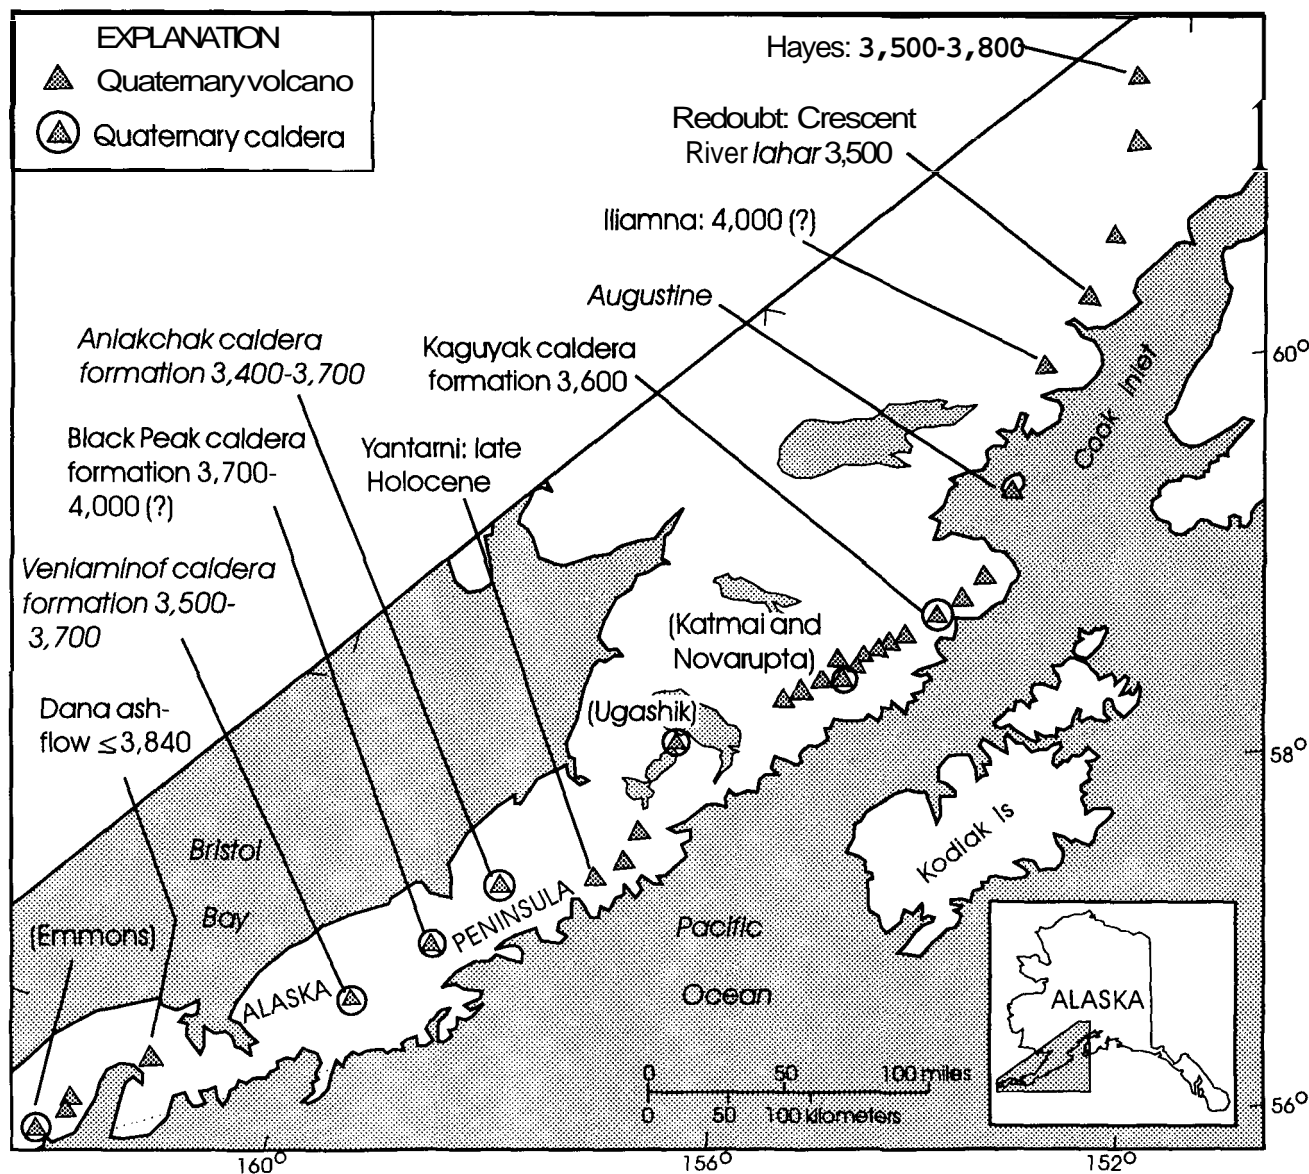 EXPLANATION
Quaternary volcano
Quaternary caldera
Hayes: 3,500-3,800
Redoubt: Crescent
River lahar 3,500
Iliamna: 4,000 (?)
Augustine
Kaguyak caldera
formation 3,600
Aniakchak caldera
formation 3,400-3,700
Black Peak caldera
formation 3,700-
4,000 (?)
Yantarni: late
Holocene
Veniaminof caldera
formation 3,500-
3,700
Dana ash-
flow ≤3,840
(Emmons)
(Katmai and
Novarupta)
(Ugashik)
Cook Inlet
Bristol
Bay
ALASKA PENINSULA
Kodiak Is
Pacific
Ocean
ALASKA
0 50 100 miles
0 50 100 kilometers
60°
58°
56°
160° 156° 152°